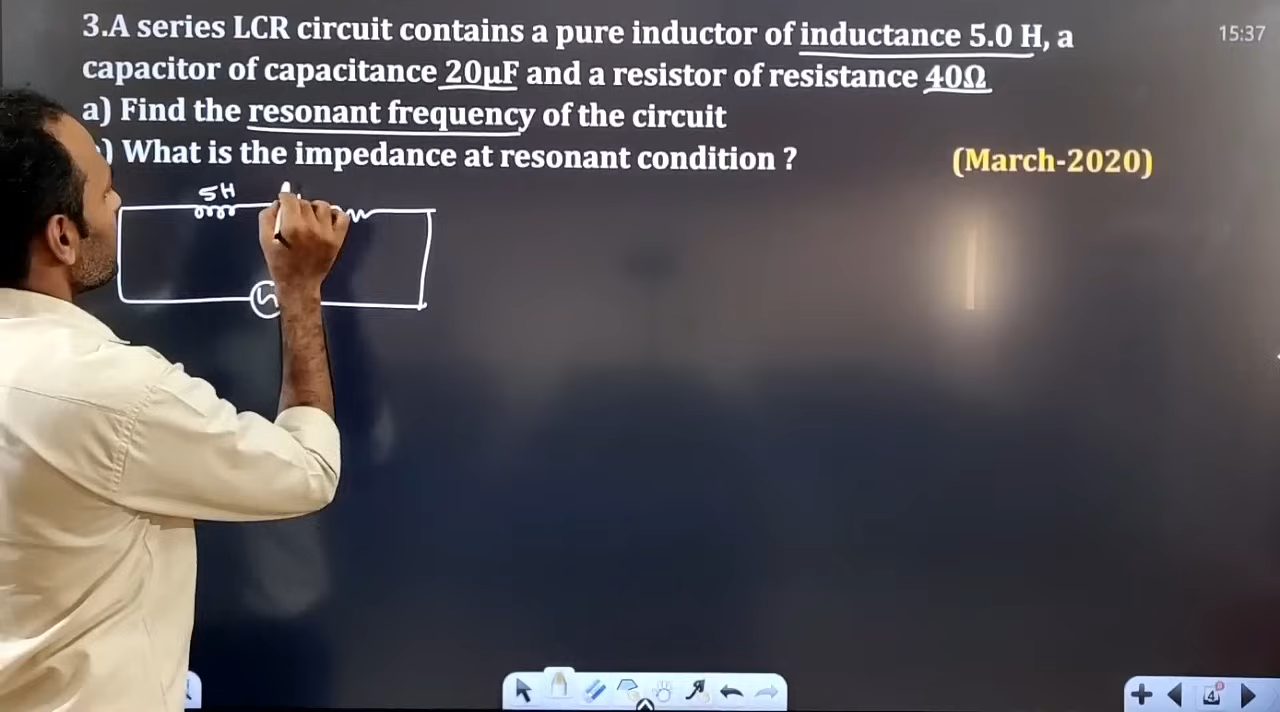 3.A series LCR circuit contains a pure inductor of inductance 5.0 H, a
capacitor of capacitance 20μF and a resistor of resistance 40Ω
a) Find the resonant frequency of the circuit
) What is the impedance at resonant condition ?
(March-2020)
15:37
5H
4